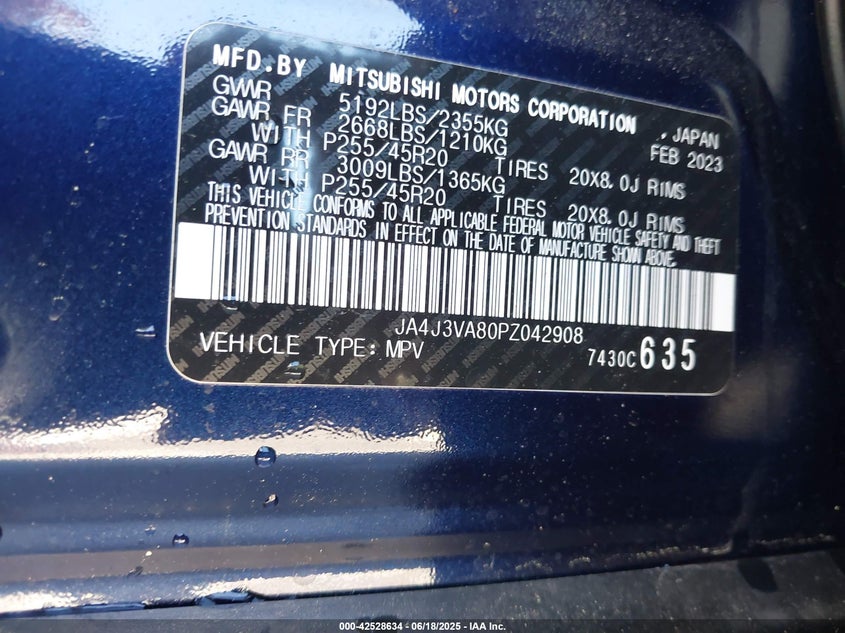 MFD.BY MITSUBISHI MOTORS CORPORATION , JAPAN
GVWR 5192LBS/2355KG FEB 2023
GAWR FR 2668LBS/1210KG
WITH P255/45R20 TIRES 20X8.0J RIMS
GAWR RR 3009LBS/1365KG
WITH P255/45R20 TIRES 20X8.0J RIMS
THIS VEHICLE CONFORMS TO ALL APPLICABLE FEDERAL MOTOR VEHICLE SAFETY AND THEFT
PREVENTION STANDARDS IN EFFECT ON THE DATE OF MANUFACTURE SHOWN ABOVE.
JA4J3VA80PZ042908
VEHICLE TYPE: MPV 7430C 635
000-42528634 - 06/18/2025 - IAA Inc.